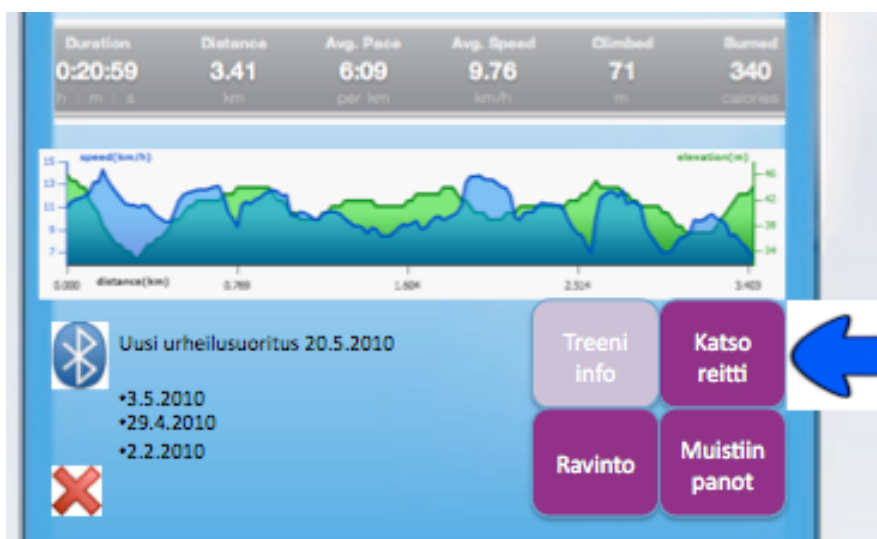 Duration Distance Avg. Pace Avg. Speed Climbed Burned
0:20:59 3.41 6:09 9.76 71 340
h : m : s km per km km/h m calories
speed(km/h) elevation(m)
15 46
13 42
11 38
9 34
7
0.000 distance(km) 0.769 1.604 2.514 3.403
Uusi urheilusuoritus 20.5.2010
•3.5.2010
•29.4.2010
•2.2.2010
Treeni
info
Katso
reitti
Ravinto
Muistiin
panot